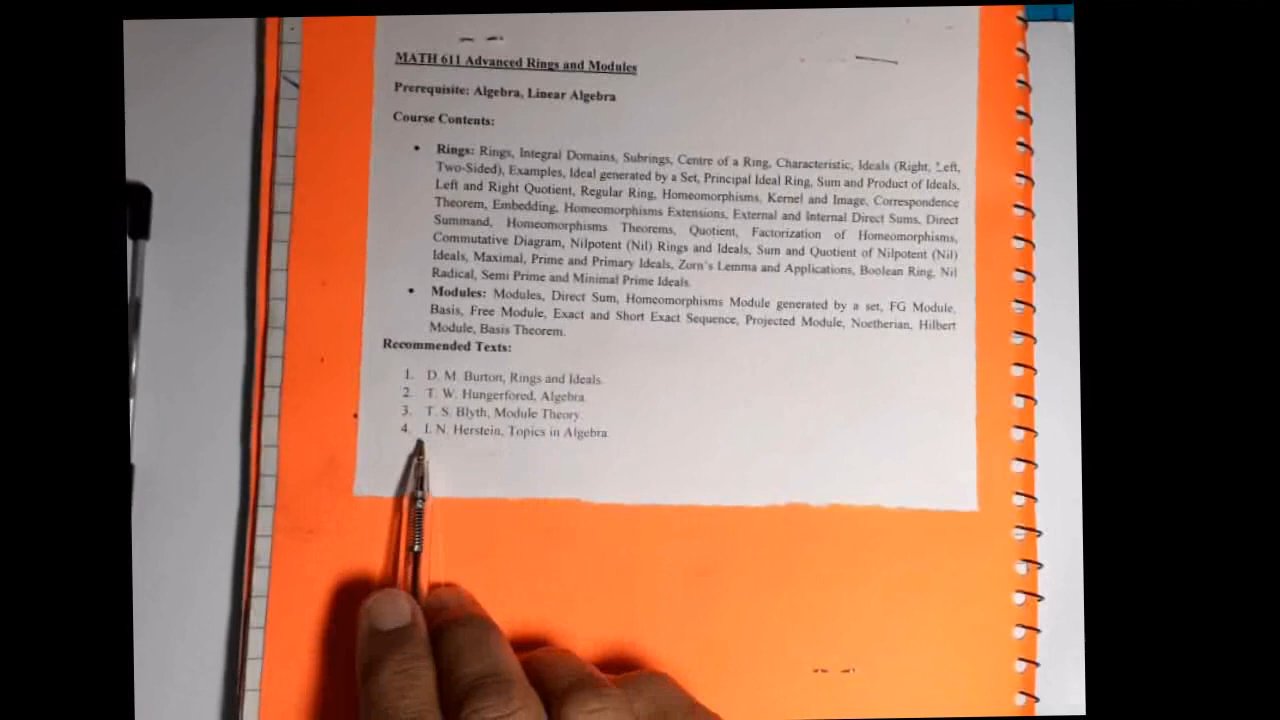 MATH 611 Advanced Rings and Modules
Prerequisite: Algebra, Linear Algebra
Course Contents:
• Rings: Rings, Integral Domains, Subrings, Centre of a Ring, Characteristic, Ideals (Right, Left,
Two-Sided), Examples, Ideal generated by a Set, Principal Ideal Ring, Sum and Product of Ideals,
Left and Right Quotient, Regular Ring, Homeomorphisms, Kernel and Image, Correspondence
Theorem, Embedding, Homeomorphisms Extensions, External and Internal Direct Sums, Direct
Summand, Homeomorphisms Theorems, Quotient, Factorization of Homeomorphisms,
Commutative Diagram, Nilpotent (Nil) Rings and Ideals, Sum and Quotient of Nilpotent (Nil)
Ideals, Maximal, Prime and Primary Ideals, Zorn's Lemma and Applications, Boolean Ring, Nil
Radical, Semi Prime and Minimal Prime Ideals.
• Modules: Modules, Direct Sum, Homeomorphisms Module generated by a set, FG Module,
Basis, Free Module, Exact and Short Exact Sequence, Projected Module, Noetherian, Hilbert
Module, Basis Theorem.
Recommended Texts:
1. D. M. Burton, Rings and Ideals.
2. T. W. Hungerfored, Algebra.
3. T. S. Blyth, Module Theory.
4. I. N. Herstein, Topics in Algebra.